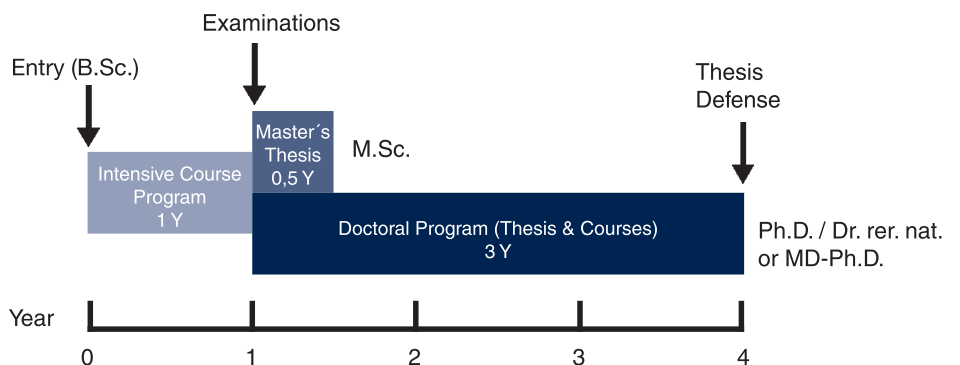 Examinations
Entry (B.Sc.)
Thesis
Defense
Master´s
Thesis
0,5 Y
M.Sc.
Intensive Course
Program
1 Y
Doctoral Program (Thesis & Courses)
3 Y
Ph.D. / Dr. rer. nat.
or MD-Ph.D.
Year
0 1 2 3 4